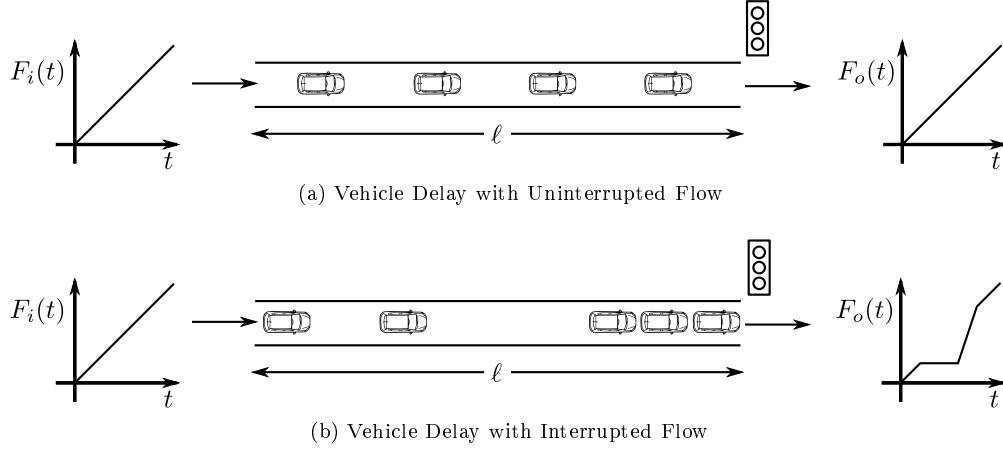 F_i(t)
t
ℓ
F_o(t)
t
(a) Vehicle Delay with Uninterrupted Flow
F_i(t)
t
ℓ
F_o(t)
t
(b) Vehicle Delay with Interrupted Flow